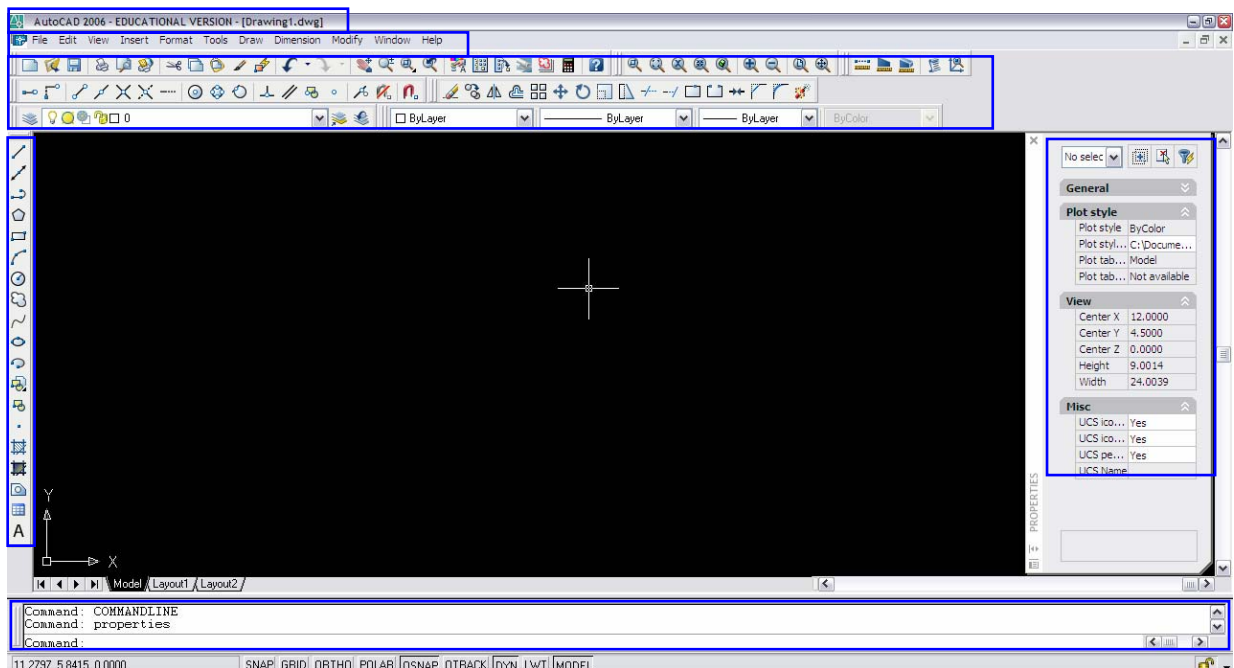 AutoCAD 2006 - EDUCATIONAL VERSION - [Drawing1.dwg]
File Edit View Insert Format Tools Draw Dimension Modify Window Help
0 ByLayer ByLayer ByLayer ByColor
No selec
General
Plot style
Plot style ByColor
Plot styl... C:\Docume...
Plot tab... Model
Plot tab... Not available
View
Center X 12.0000
Center Y 4.5000
Center Z 0.0000
Height 9.0014
Width 24.0039
Misc
UCS ico... Yes
UCS ico... Yes
UCS pe... Yes
UCS Name
PROPERTIES
A
Y
X
Model Layout1 Layout2
Command: COMMANDLINE
Command: properties
Command:
11.2797, 5.8415, 0.0000 SNAP GRID ORTHO POLAR OSNAP OTRACK DYN LWT MODEL